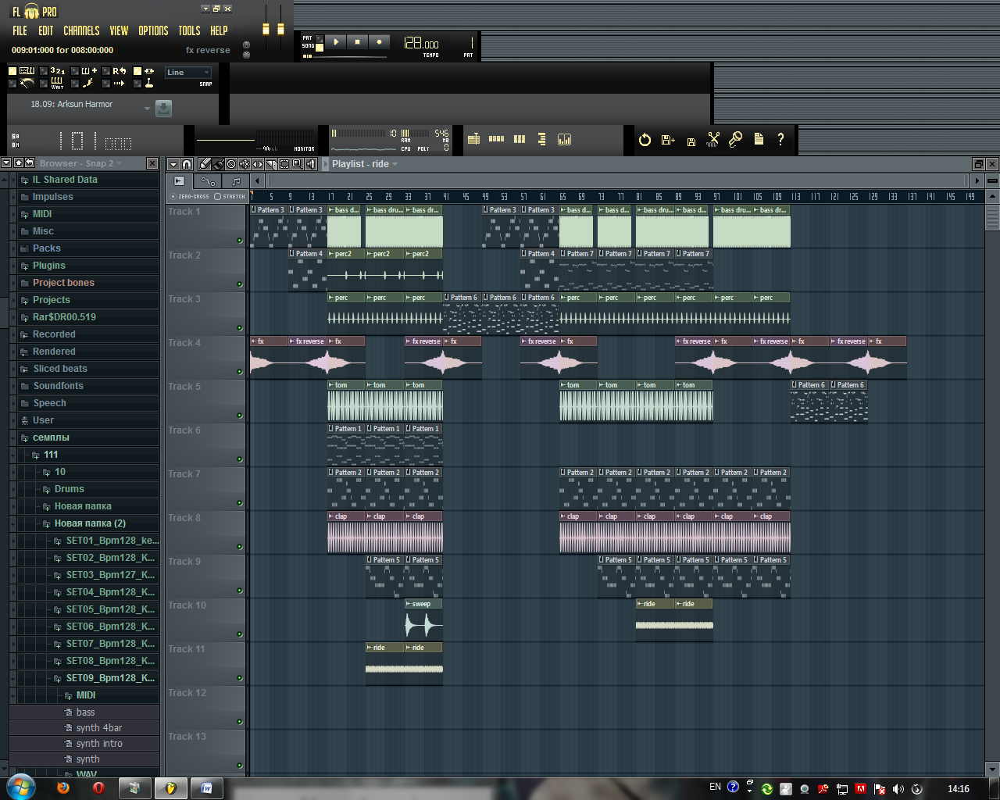 FL PRO
FILE EDIT CHANNELS VIEW OPTIONS TOOLS HELP
009:01:000 for 008:00:000 fx reverse
PAT
SONG
128.000
TEMPO
1
PAT
321
R
WAIT
Line
SNAP
18.09: Arksun Harmor
MONITOR
10
RAM
CPU POLY
546
MB
0
Browser - Snap 2
Playlist - ride
ZERO-CROSS STRETCH
1 5 9 13 17 21 25 29 33 37 41 45 49 53 57 61 65 69 73 77 81 85 89 93 97 101 105 109 113 117 121 125 129 133 137 141 145 149
IL Shared Data
Impulses
MIDI
Misc
Packs
Plugins
Project bones
Projects
Rar$DR00.519
Recorded
Rendered
Sliced beats
Soundfonts
Speech
User
семплы
111
10
Drums
Новая папка
Новая папка (2)
SET01_Bpm128_ke...
SET02_Bpm128_K...
SET03_Bpm127_K...
SET04_Bpm128_K...
SET05_Bpm128_K...
SET06_Bpm128_K...
SET07_Bpm128_K...
SET08_Bpm128_K...
SET09_Bpm128_K...
MIDI
bass
synth 4bar
synth intro
synth
WAV
Track 1
Pattern 3 Pattern 3 bass d... bass dru... bass dr... Pattern 3 Pattern 3 bass d... bass d... bass dru... bass dr... bass dru... bass dr...
Track 2
Pattern 4 perc2 perc2 perc2 Pattern 4 Pattern 7 Pattern 7 Pattern 7 Pattern 7
Track 3
perc perc perc Pattern 6 Pattern 6 Pattern 6 perc perc perc perc perc perc
Track 4
fx fx reverse fx fx reverse fx fx reverse fx fx reverse fx fx reverse fx fx reverse fx
Track 5
tom tom tom tom tom tom tom Pattern 6 Pattern 6
Track 6
Pattern 1 Pattern 1 Pattern 1
Track 7
Pattern 2 Pattern 2 Pattern 2 Pattern 2 Pattern 2 Pattern 2 Pattern 2 Pattern 2 Pattern 2
Track 8
clap clap clap clap clap clap clap clap clap
Track 9
Pattern 5 Pattern 5 Pattern 5 Pattern 5 Pattern 5 Pattern 5 Pattern 5
Track 10
sweep ride ride
Track 11
ride ride
Track 12
Track 13
EN
14:16